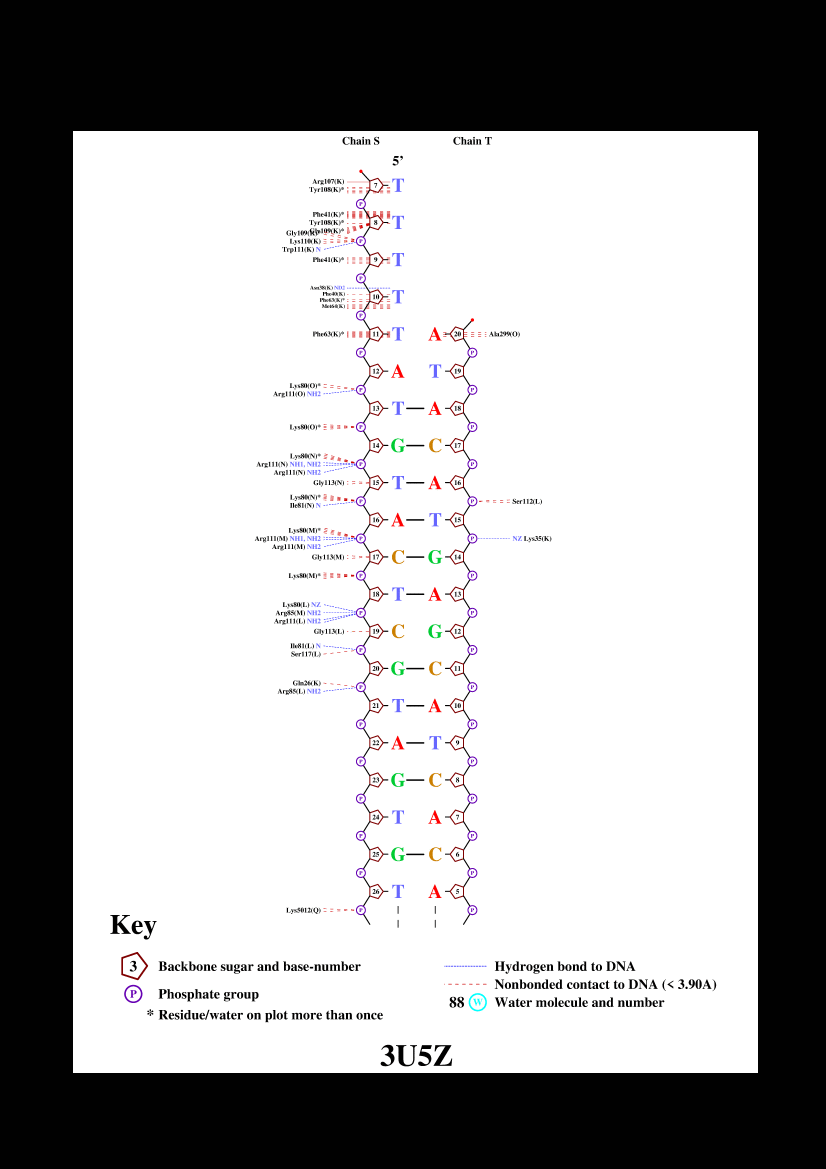 Chain S Chain T
5'
Arg107(K) 7 T
Tyr108(K)*
P
Phe41(K)*
Tyr108(K)* 8 T
Gly109(K)*
Gly109(K)*
Lys110(K) P
Trp111(K) N
Phe41(K)* 9 T
P
Asn38(K) ND2
Phe40(K) 10 T
Phe63(K)*
Met64(K)
P
Phe63(K)* 11 T A 20 Ala299(O)
P P
12 A T 19
Lys80(O)* P P
Arg111(O) NH2
13 T A 18
Lys80(O)* P P
14 G C 17
Lys80(N)*
Arg111(N) NH1, NH2 P P
Arg111(N) NH2
Gly113(N) 15 T A 16
Lys80(N)* P P Ser112(L)
Ile81(N) N
16 A T 15
Lys80(M)*
Arg111(M) NH1, NH2 P P NZ Lys35(K)
Arg111(M) NH2
Gly113(M) 17 C G 14
Lys80(M)* P P
18 T A 13
Lys80(L) NZ
Arg85(M) NH2 P P
Arg111(L) NH2
Gly113(L) 19 C G 12
Ile81(L) N P P
Ser117(L)
20 G C 11
Gln26(K) P P
Arg85(L) NH2
21 T A 10
P P
22 A T 9
P P
23 G C 8
P P
24 T A 7
P P
25 G C 6
P P
26 T A 5
Lys5012(Q) P P
Key
3 Backbone sugar and base-number
P Phosphate group
* Residue/water on plot more than once
Hydrogen bond to DNA
Nonbonded contact to DNA (< 3.90A)
88 W Water molecule and number
3U5Z